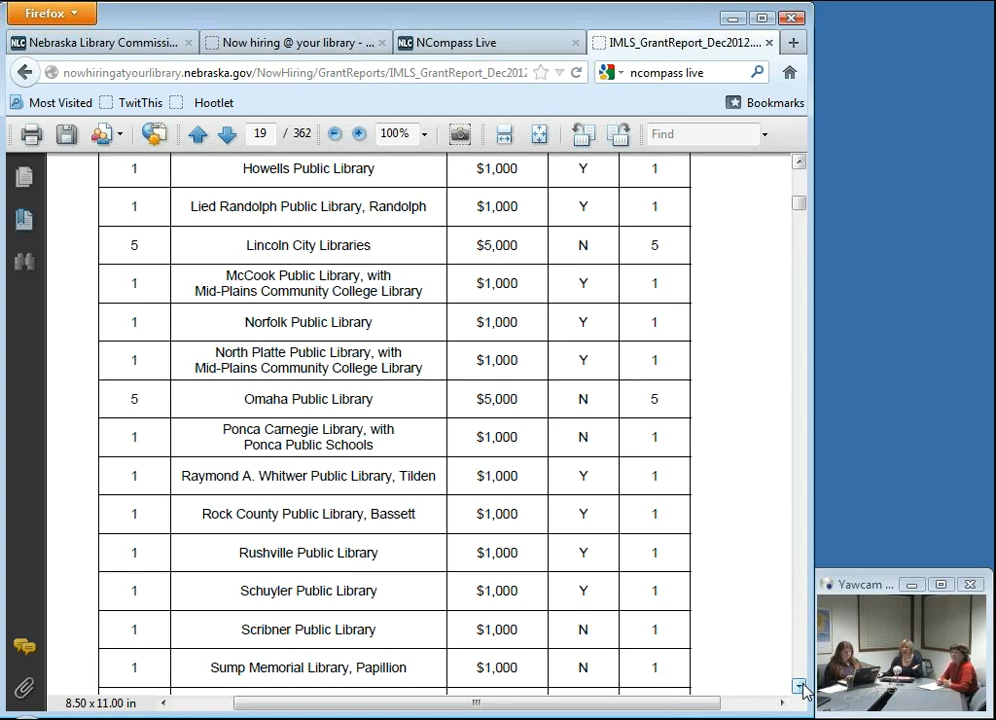 Firefox
Nebraska Library Commissi...
Now hiring @ your library - ...
NCompass Live
IMLS_GrantReport_Dec2012....
nowhiringatyourlibrary.nebraska.gov/NowHiring/GrantReports/IMLS_GrantReport_Dec2012
ncompass live
Most Visited
TwitThis
Hootlet
Bookmarks
19 / 362
100%
Find
1 Howells Public Library $1,000 Y 1
1 Lied Randolph Public Library, Randolph $1,000 Y 1
5 Lincoln City Libraries $5,000 N 5
1 McCook Public Library, with
Mid-Plains Community College Library $1,000 Y 1
1 Norfolk Public Library $1,000 Y 1
1 North Platte Public Library, with
Mid-Plains Community College Library $1,000 Y 1
5 Omaha Public Library $5,000 N 5
1 Ponca Carnegie Library, with
Ponca Public Schools $1,000 N 1
1 Raymond A. Whitwer Public Library, Tilden $1,000 Y 1
1 Rock County Public Library, Bassett $1,000 Y 1
1 Rushville Public Library $1,000 Y 1
1 Schuyler Public Library $1,000 Y 1
1 Scribner Public Library $1,000 N 1
1 Sump Memorial Library, Papillion $1,000 N 1
8.50 x 11.00 in
Yawcam ...